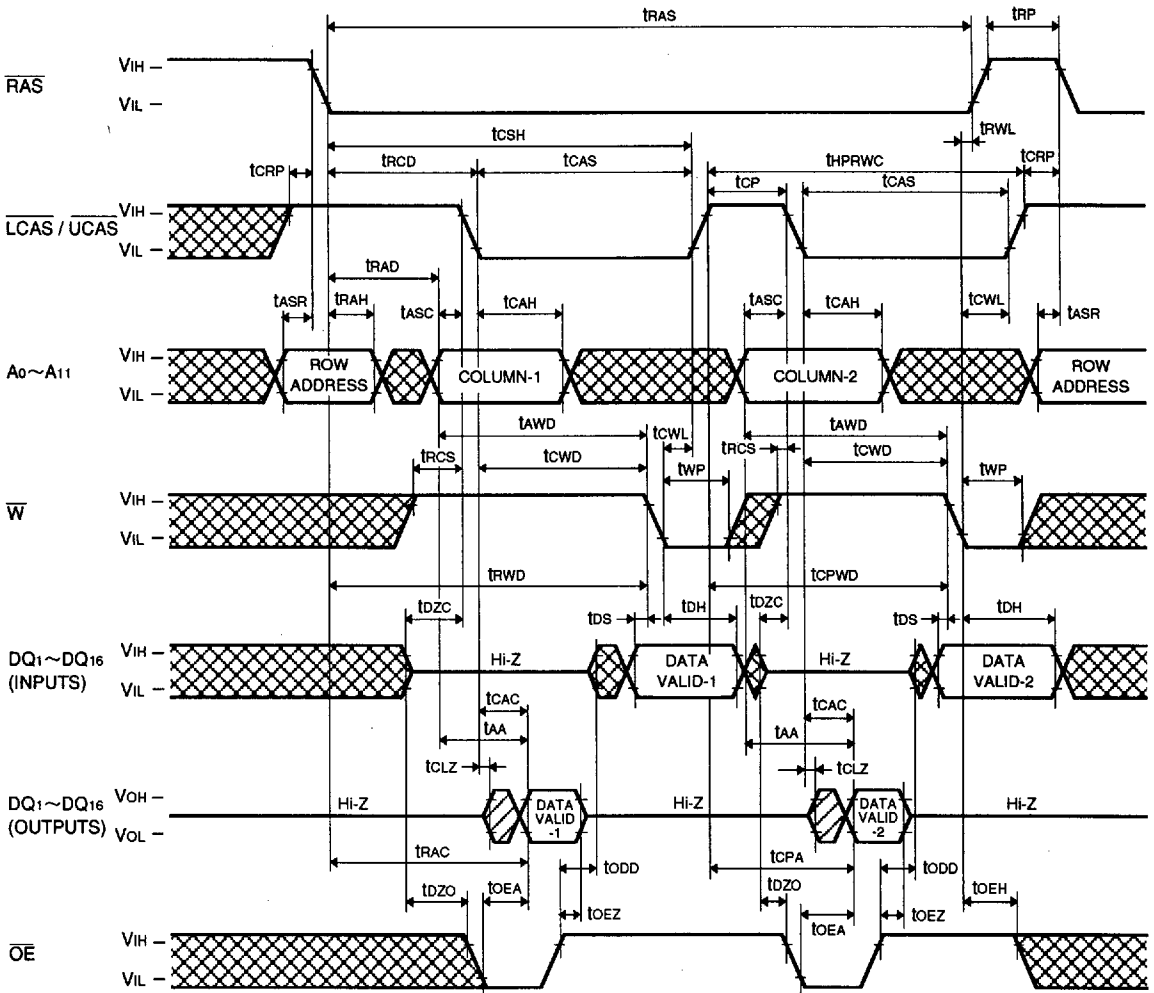 tRAS
tRP
RAS
VIH
VIL
tCSH
tRWL
tCRP
tRCD
tCAS
tHPRWC
tCRP
tCP
tCAS
LCAS / UCAS
VIH
VIL
tRAD
tASR
tRAH
tASC
tCAH
tASC
tCAH
tCWL
tASR
A0~A11
VIH
VIL
ROW ADDRESS
COLUMN-1
COLUMN-2
ROW ADDRESS
tAWD
tCWL
tAWD
tRCS
tCWD
tWP
tRCS
tCWD
tWP
W
VIH
VIL
tRWD
tCPWD
tDZC
tDS
tDH
tDZC
tDS
tDH
DQ1~DQ16 (INPUTS)
VIH
VIL
Hi-Z
DATA VALID-1
Hi-Z
DATA VALID-2
tCAC
tCAC
tAA
tAA
tCLZ
tCLZ
DQ1~DQ16 (OUTPUTS)
VOH
VOL
Hi-Z
DATA VALID -1
Hi-Z
DATA VALID -2
Hi-Z
tRAC
tODD
tCPA
tODD
tDZO
tOEA
tOEZ
tDZO
tOEA
tOEZ
tOEH
OE
VIH
VIL